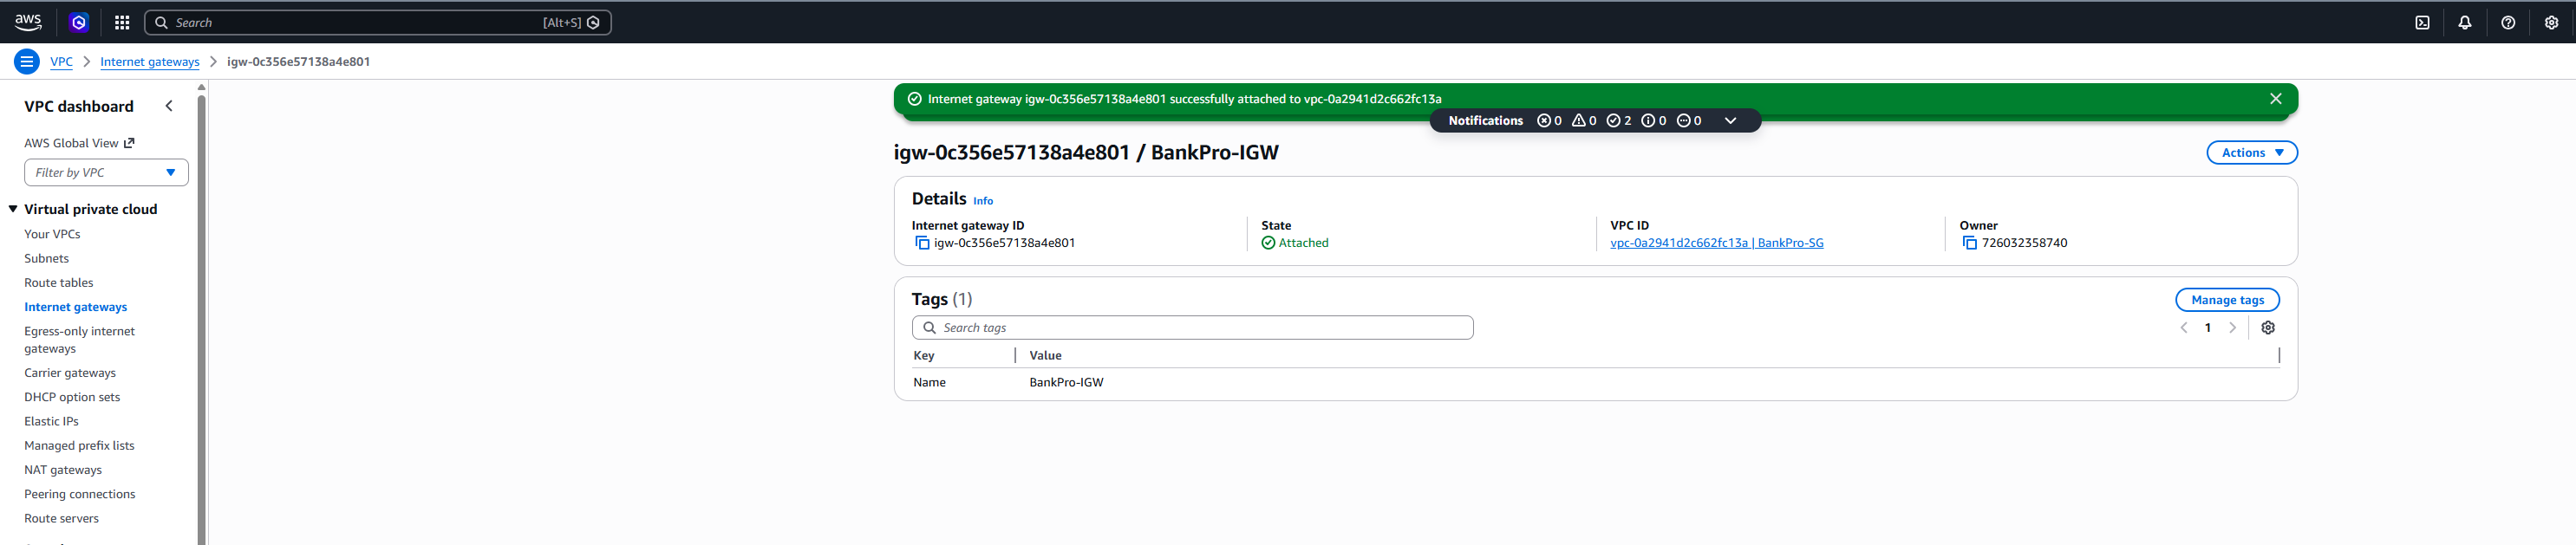 aws
Search [Alt+S]
VPC Internet gateways igw-0c356e57138a4e801
VPC dashboard
AWS Global View
Filter by VPC
Virtual private cloud
Your VPCs
Subnets
Route tables
Internet gateways
Egress-only internet
gateways
Carrier gateways
DHCP option sets
Elastic IPs
Managed prefix lists
NAT gateways
Peering connections
Route servers
Internet gateway igw-0c356e57138a4e801 successfully attached to vpc-0a2941d2c662fc13a
Notifications 0 0 2 0 0
igw-0c356e57138a4e801 / BankPro-IGW
Actions
Details Info
Internet gateway ID
igw-0c356e57138a4e801
State
Attached
VPC ID
vpc-0a2941d2c662fc13a | BankPro-SG
Owner
726032358740
Tags (1)
Manage tags
Search tags
1
Key Value
Name BankPro-IGW